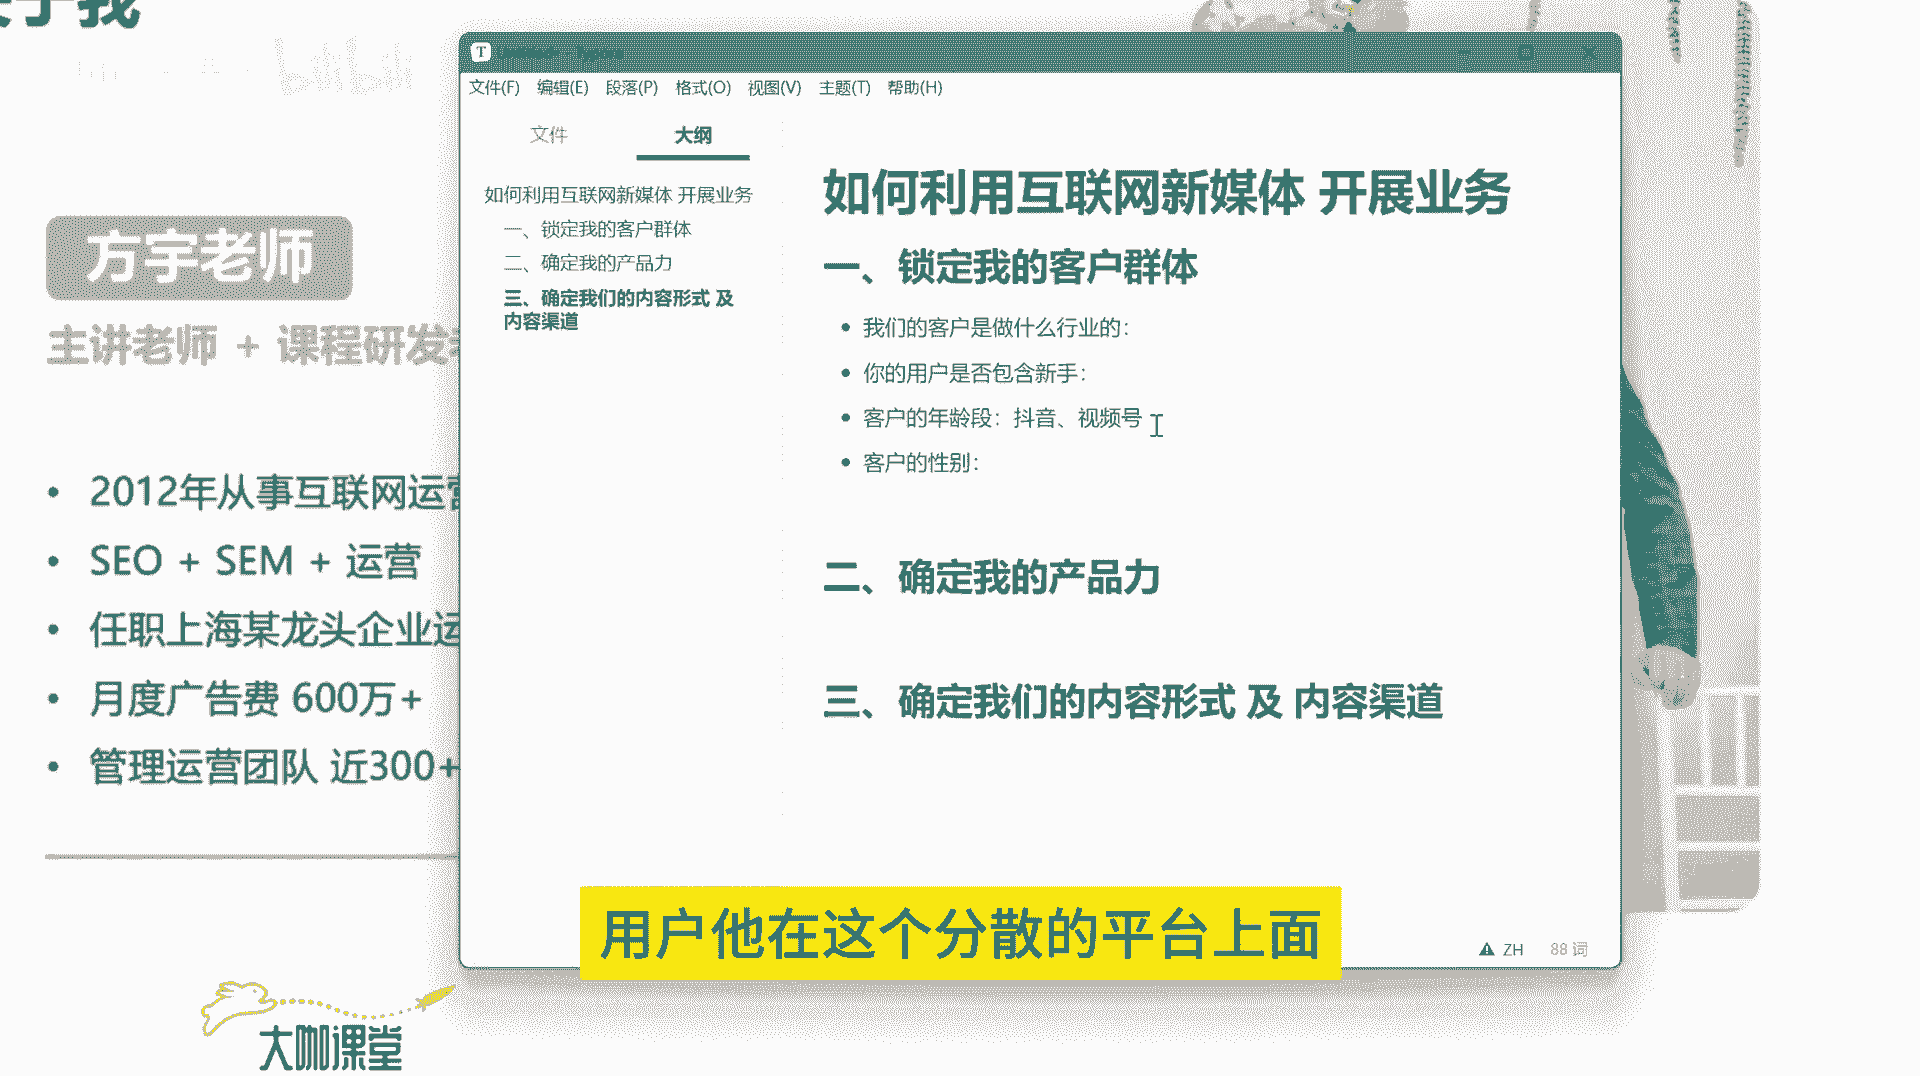 bilibili
方宇老师
主讲老师 + 课程研发
2012年从事互联网运营
SEO + SEM + 运营
任职上海某龙头企业运
月度广告费 600万+
管理运营团队 近300+
大咖课堂
T
文件(F) 编辑(E) 段落(P) 格式(O) 视图(V) 主题(T) 帮助(H)
文件 大纲
如何利用互联网新媒体 开展业务
一、锁定我的客户群体
二、确定我的产品力
三、确定我们的内容形式 及
内容渠道
如何利用互联网新媒体 开展业务
一、锁定我的客户群体
我们的客户是做什么行业的：
你的用户是否包含新手：
客户的年龄段：抖音、视频号
客户的性别：
二、确定我的产品力
三、确定我们的内容形式 及 内容渠道
用户他在这个分散的平台上面
ZH 88 词